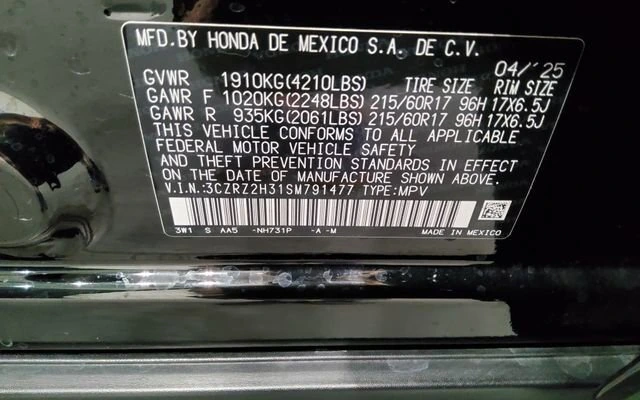 MFD.BY HONDA DE MEXICO S.A. DE C.V.
04/'25
GVWR 1910KG(4210LBS) TIRE SIZE RIM SIZE
GAWR F 1020KG(2248LBS) 215/60R17 96H 17X6.5J
GAWR R 935KG(2061LBS) 215/60R17 96H 17X6.5J
THIS VEHICLE CONFORMS TO ALL APPLICABLE
FEDERAL MOTOR VEHICLE SAFETY
AND THEFT PREVENTION STANDARDS IN EFFECT
ON THE DATE OF MANUFACTURE SHOWN ABOVE.
V.I.N.:3CZRZ2H31SM791477 TYPE:MPV
3W1 S AA5 -NH731P -A -M MADE IN MEXICO